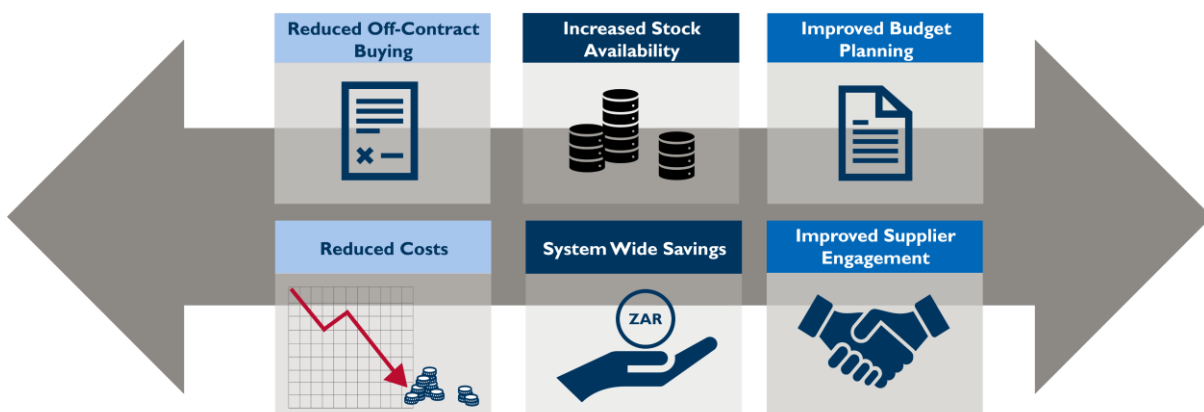 Reduced Off-Contract
Buying
Increased Stock
Availability
Improved Budget
Planning
Reduced Costs
System Wide Savings
Improved Supplier
Engagement
ZAR